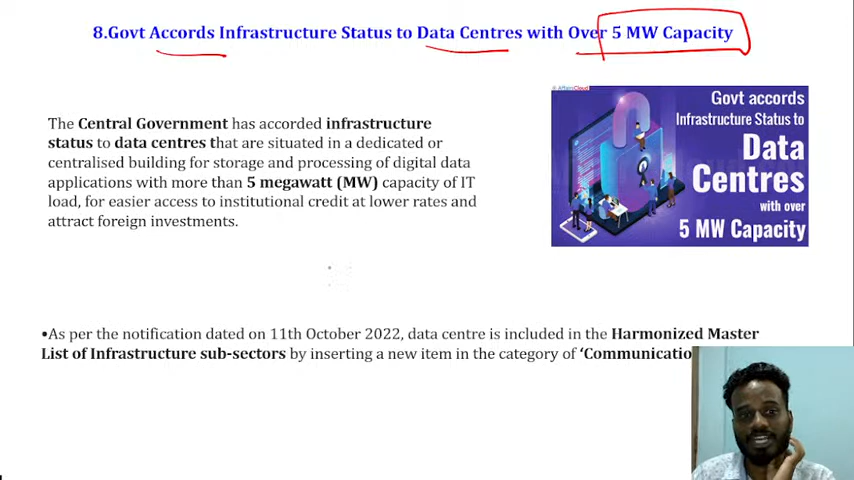 8.Govt Accords Infrastructure Status to Data Centres with Over 5 MW Capacity
The Central Government has accorded infrastructure
status to data centres that are situated in a dedicated or
centralised building for storage and processing of digital data
applications with more than 5 megawatt (MW) capacity of IT
load, for easier access to institutional credit at lower rates and
attract foreign investments.
AffairsCloud
Govt accords
Infrastructure Status to
Data
Centres
with over
5 MW Capacity
•As per the notification dated on 11th October 2022, data centre is included in the Harmonized Master
List of Infrastructure sub-sectors by inserting a new item in the category of ‘Communicatio